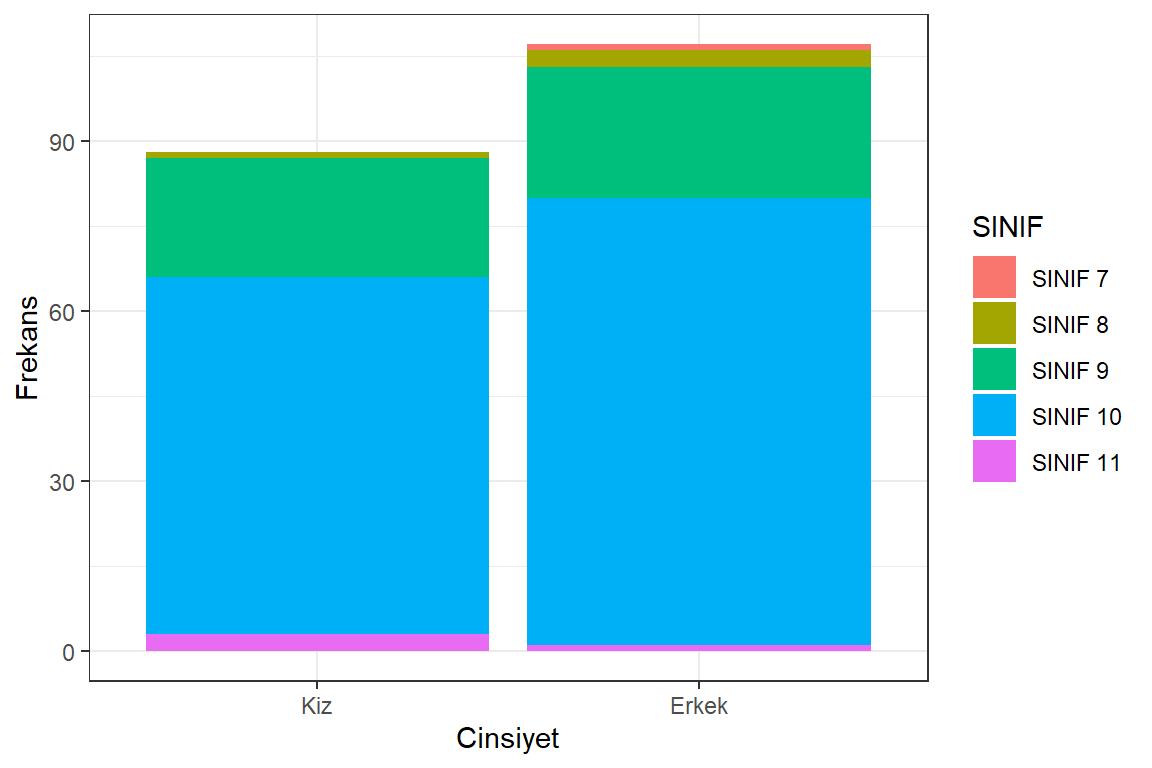 90
60
30
0
Frekans
Kiz
Erkek
Cinsiyet
SINIF
SINIF 7
SINIF 8
SINIF 9
SINIF 10
SINIF 11